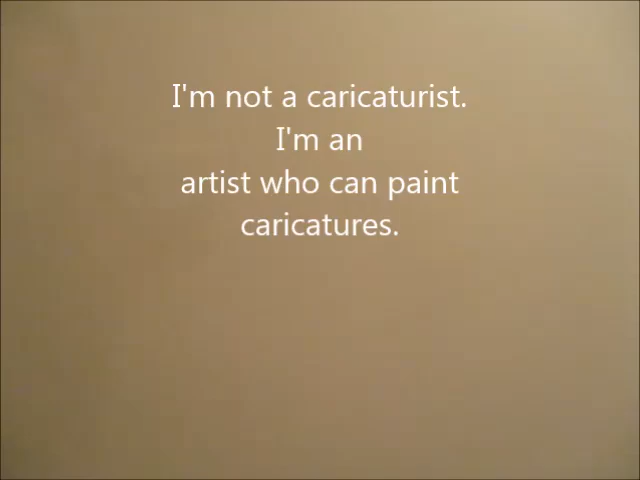 I'm not a caricaturist.
I'm an
artist who can paint
caricatures.